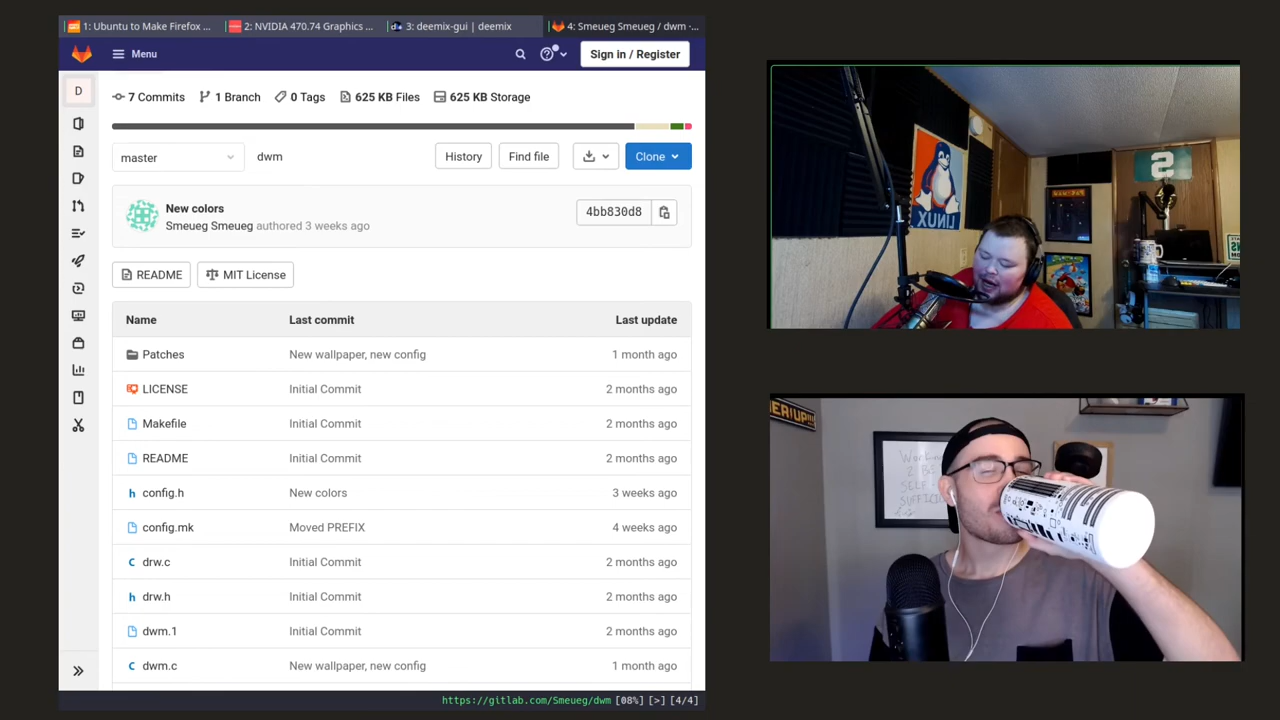 1: Ubuntu to Make Firefox ...
2: NVIDIA 470.74 Graphics ...
3: deemix-gui | deemix
4: Smeueg Smeueg / dwm ·...
Menu
Sign in / Register
D
7 Commits
1 Branch
0 Tags
625 KB Files
625 KB Storage
master
dwm
History
Find file
Clone
New colors
Smeueg Smeueg authored 3 weeks ago
4bb830d8
README
MIT License
Name Last commit Last update
Patches New wallpaper, new config 1 month ago
LICENSE Initial Commit 2 months ago
Makefile Initial Commit 2 months ago
README Initial Commit 2 months ago
h config.h New colors 3 weeks ago
config.mk Moved PREFIX 4 weeks ago
C drw.c Initial Commit 2 months ago
h drw.h Initial Commit 2 months ago
dwm.1 Initial Commit 2 months ago
C dwm.c New wallpaper, new config 1 month ago
https://gitlab.com/Smeueg/dwm [08%] [>] [4/4]
LINUX
S